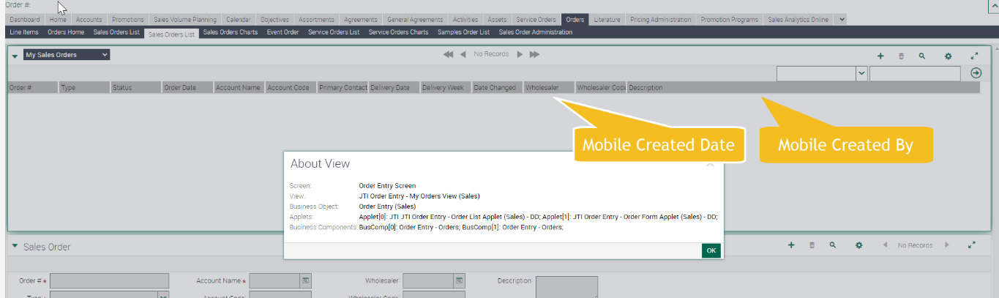 Order #:
Dashboard Home Accounts Promotions Sales Volume Planning Calendar Objectives Assortments Agreements General Agreements Activities Assets Service Orders Orders Literature Pricing Administration Promotion Programs Sales Analytics Online
Line Items Orders Home Sales Orders List Sales Orders List Sales Orders Charts Event Order Service Orders List Service Orders Charts Samples Order List Sales Order Administration
My Sales Orders No Records
Order # Type Status Order Date Account Name Account Code Primary Contact Delivery Date Delivery Week Date Changed Wholesaler Wholesaler Code Description
Mobile Created Date Mobile Created By
About View
Screen: Order Entry Screen
View: JTI Order Entry - My Orders View (Sales)
Business Object: Order Entry (Sales)
Applets: Applet[0]: JTI JTI Order Entry - Order List Applet (Sales) - DD; Applet[1]: JTI Order Entry - Order Form Applet (Sales) - DD;
Business Components: BusComp[0]: Order Entry - Orders; BusComp[1]: Order Entry - Orders;
OK
Sales Order No Records
Order #★ Account Name★ Wholesaler: Description:
Type★ Account Code: Wholesaler Code: